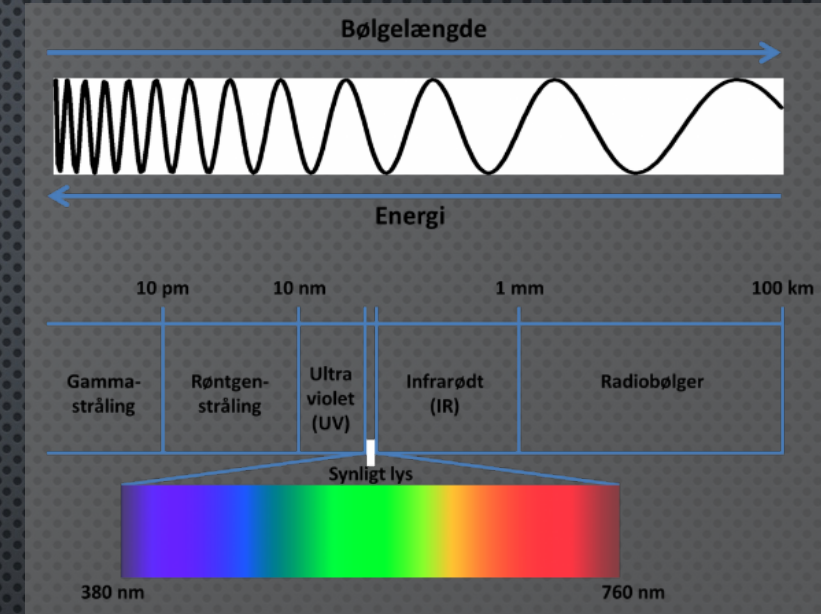 Bølgelængde
Energi
10 pm 10 nm 1 mm 100 km
Gamma-
stråling
Røntgen-
stråling
Ultra
violet
(UV)
Infrarødt
(IR)
Radiobølger
Synligt lys
380 nm 760 nm